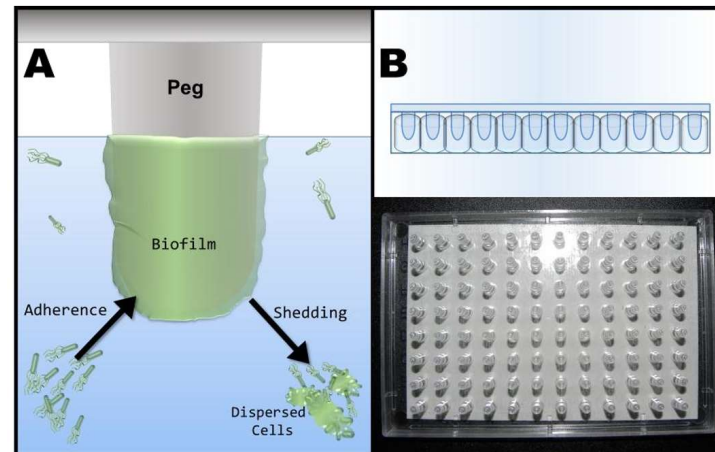 A
Peg
Biofilm
Adherence
Shedding
Dispersed
Cells
B